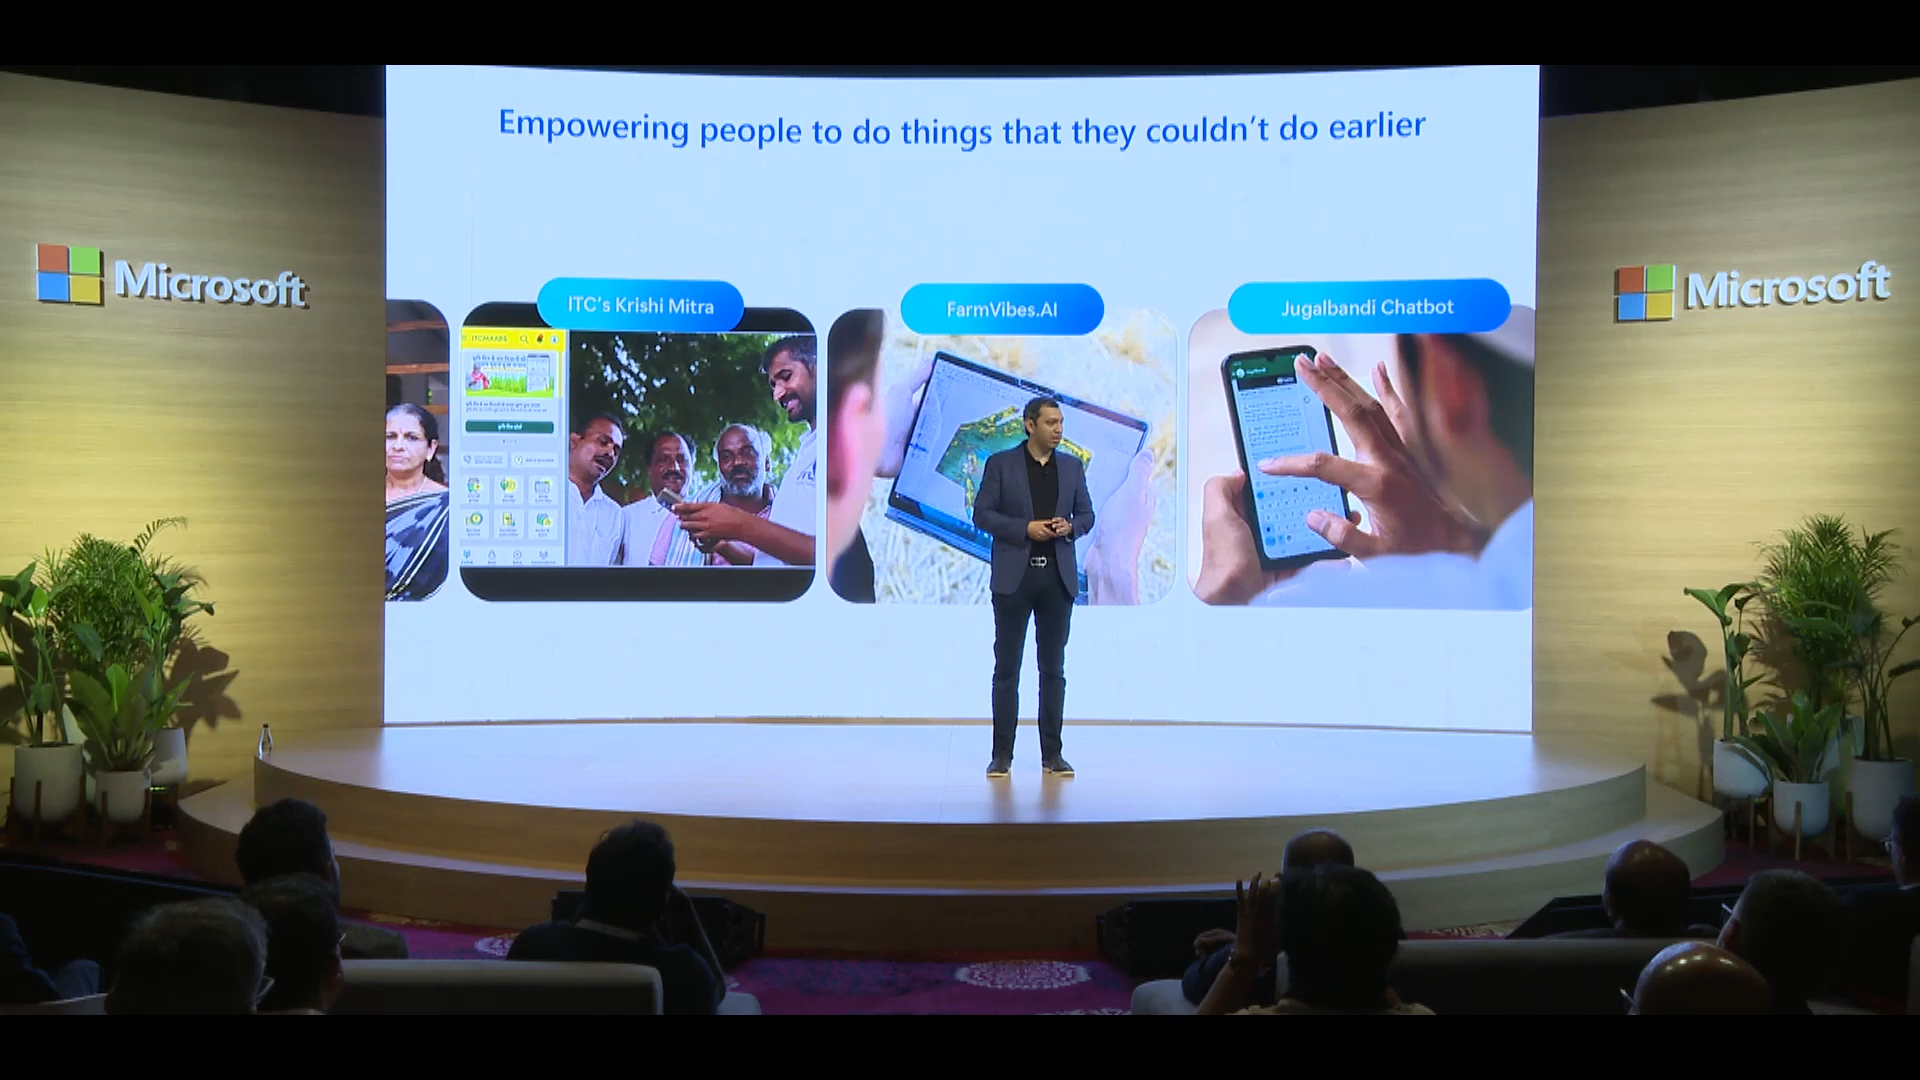 Empowering people to do things that they couldn't do earlier
Microsoft
Microsoft
ITC's Krishi Mitra
FarmVibes.AI
Jugalbandi Chatbot
ITCMAARS